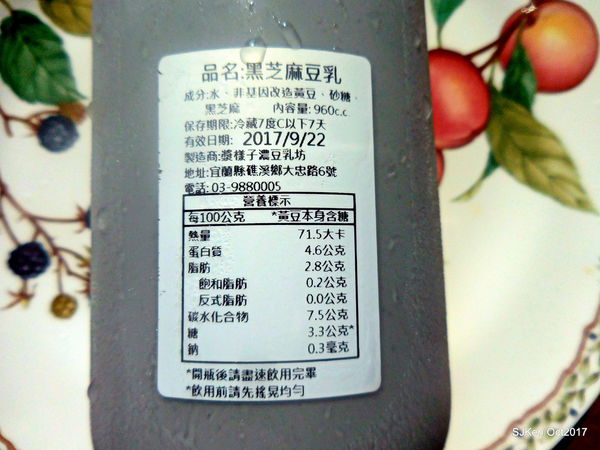 品名:黑芝麻豆乳
成分:水、非基因改造黃豆、砂糖
黑芝麻 內容量:960c.c
保存期限:冷藏7度C以下7天
有效日期: 2017/9/22
製造商:漿樣子濃豆乳坊
地址:宜蘭縣礁溪鄉大忠路6號
電話:03-9880005
營養標示
每100公克 *黃豆本身含糖
熱量 71.5大卡
蛋白質 4.6公克
脂肪 2.8公克
飽和脂肪 0.2公克
反式脂肪 0.0公克
碳水化合物 7.5公克
糖 3.3公克*
鈉 0.3毫克
*開瓶後請盡速飲用完畢
*飲用前請先搖晃均勻
SJKen Oct2017